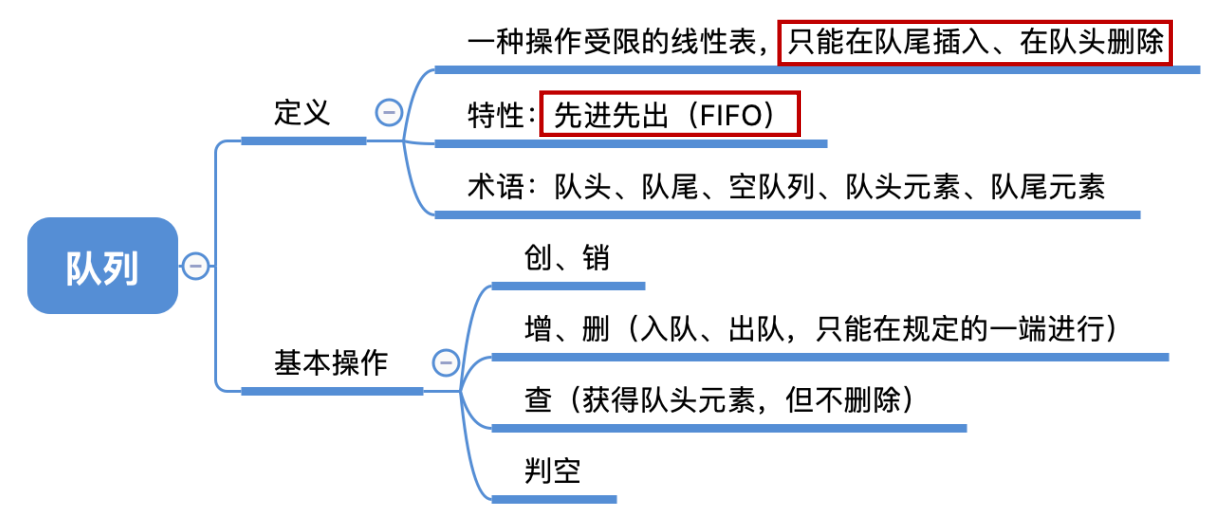 一种操作受限的线性表，只能在队尾插入、在队头删除
定义
特性：先进先出（FIFO）
术语：队头、队尾、空队列、队头元素、队尾元素
队列
创、销
增、删（入队、出队，只能在规定的一端进行）
基本操作
查（获得队头元素，但不删除）
判空